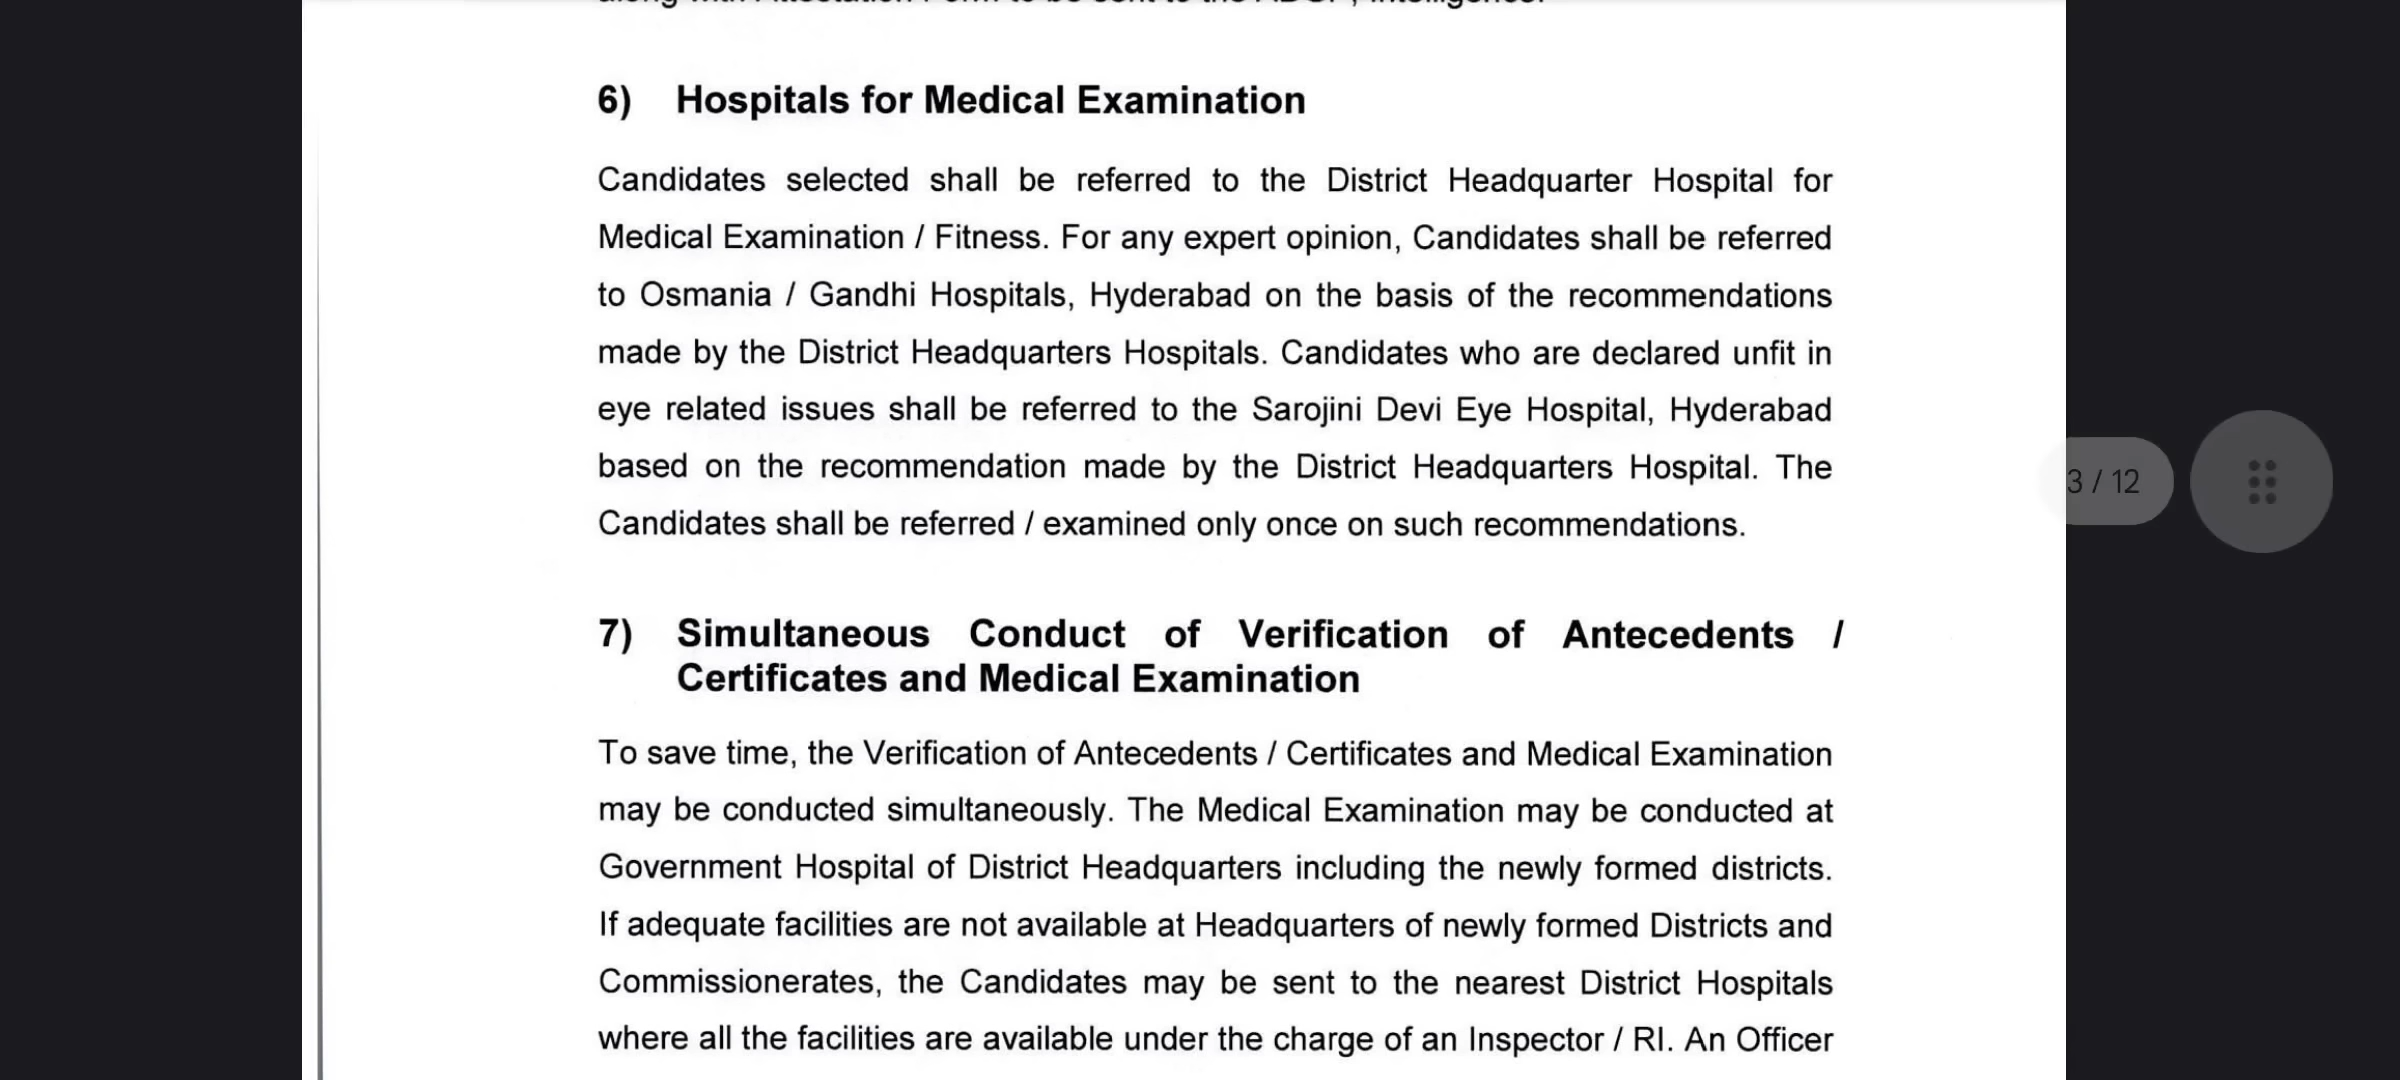 6) Hospitals for Medical Examination
Candidates selected shall be referred to the District Headquarter Hospital for
Medical Examination / Fitness. For any expert opinion, Candidates shall be referred
to Osmania / Gandhi Hospitals, Hyderabad on the basis of the recommendations
made by the District Headquarters Hospitals. Candidates who are declared unfit in
eye related issues shall be referred to the Sarojini Devi Eye Hospital, Hyderabad
based on the recommendation made by the District Headquarters Hospital. The
Candidates shall be referred / examined only once on such recommendations.
3 / 12
7) Simultaneous Conduct of Verification of Antecedents /
Certificates and Medical Examination
To save time, the Verification of Antecedents / Certificates and Medical Examination
may be conducted simultaneously. The Medical Examination may be conducted at
Government Hospital of District Headquarters including the newly formed districts.
If adequate facilities are not available at Headquarters of newly formed Districts and
Commissionerates, the Candidates may be sent to the nearest District Hospitals
where all the facilities are available under the charge of an Inspector / RI. An Officer